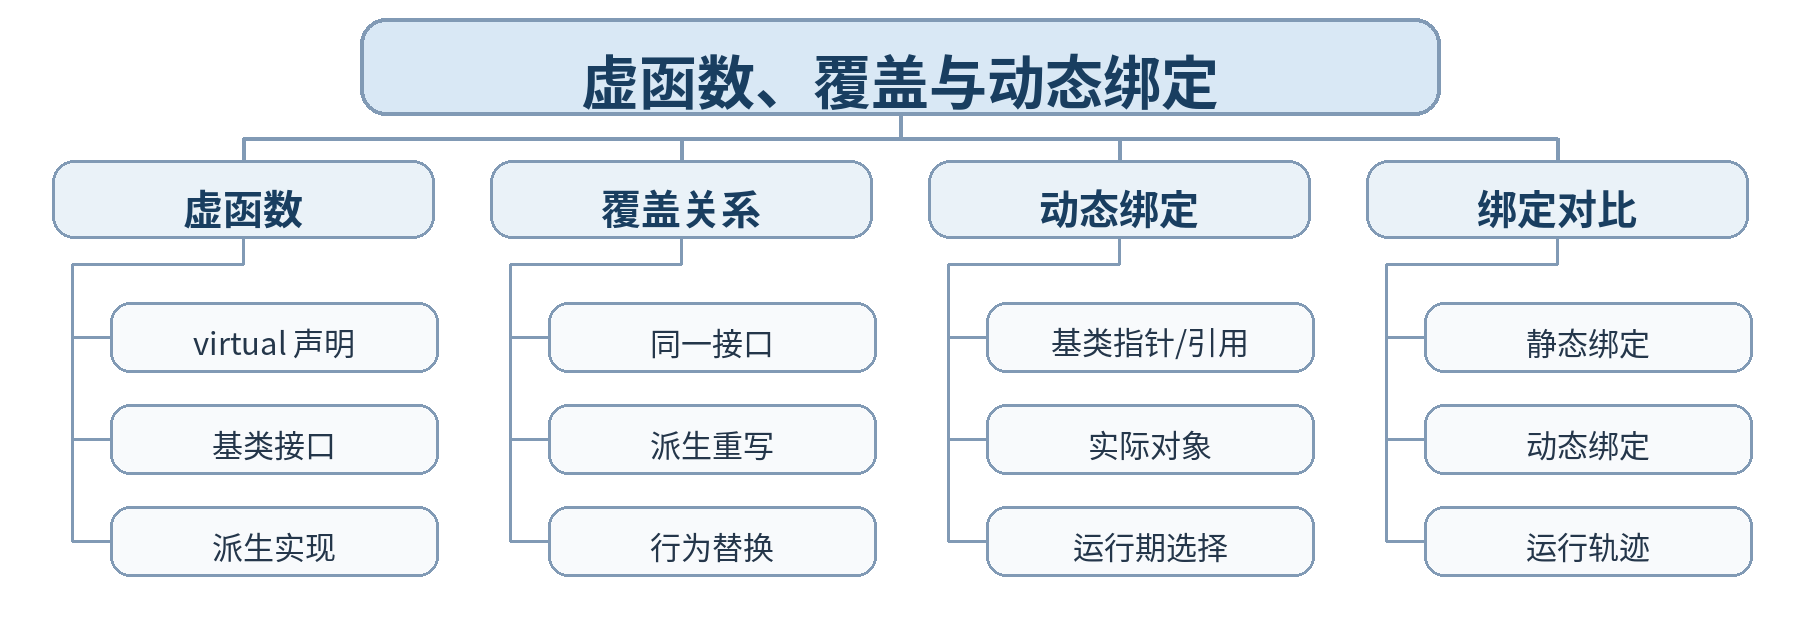 虚函数、覆盖与动态绑定
虚函数
覆盖关系
动态绑定
绑定对比
virtual 声明
同一接口
基类指针/引用
静态绑定
基类接口
派生重写
实际对象
动态绑定
派生实现
行为替换
运行期选择
运行轨迹